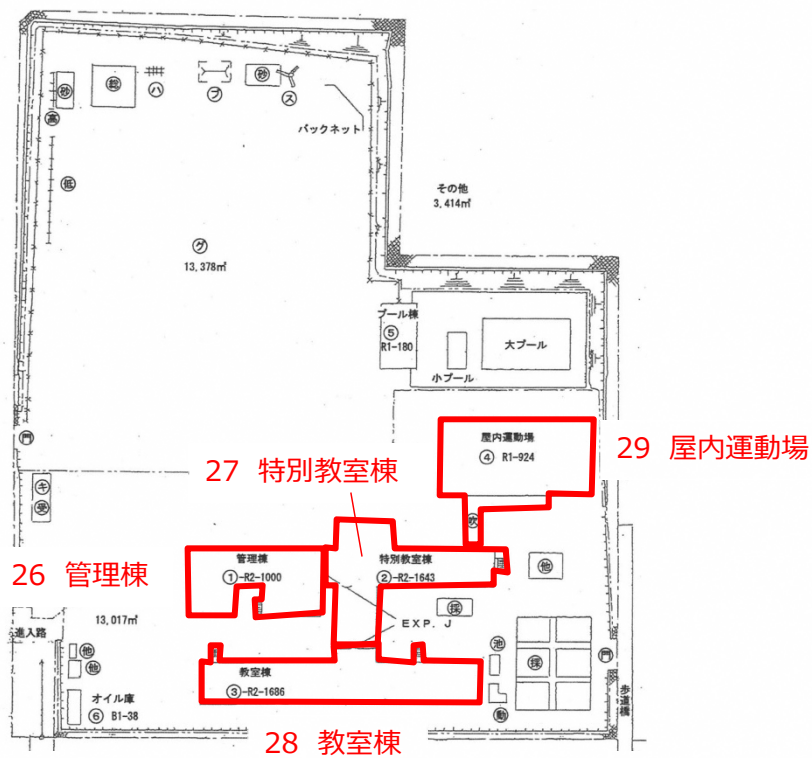 砂
砂
ハ
ブ
ス
高
バックネット
低
その他
3,414㎡
グ
13,378㎡
プール棟
⑤
R1-180
大プール
小プール
門
屋内運動場
④ R1-924
29 屋内運動場
27 特別教室棟
キ
受
吹
管理棟
①-R2-1000
特別教室棟
②-R2-1643
他
26 管理棟
採
EXP. J
13,017㎡
進入路
池
他
他
採
門
教室棟
③-R2-1686
オイル庫
⑥ B1-38
動
歩道橋
28 教室棟